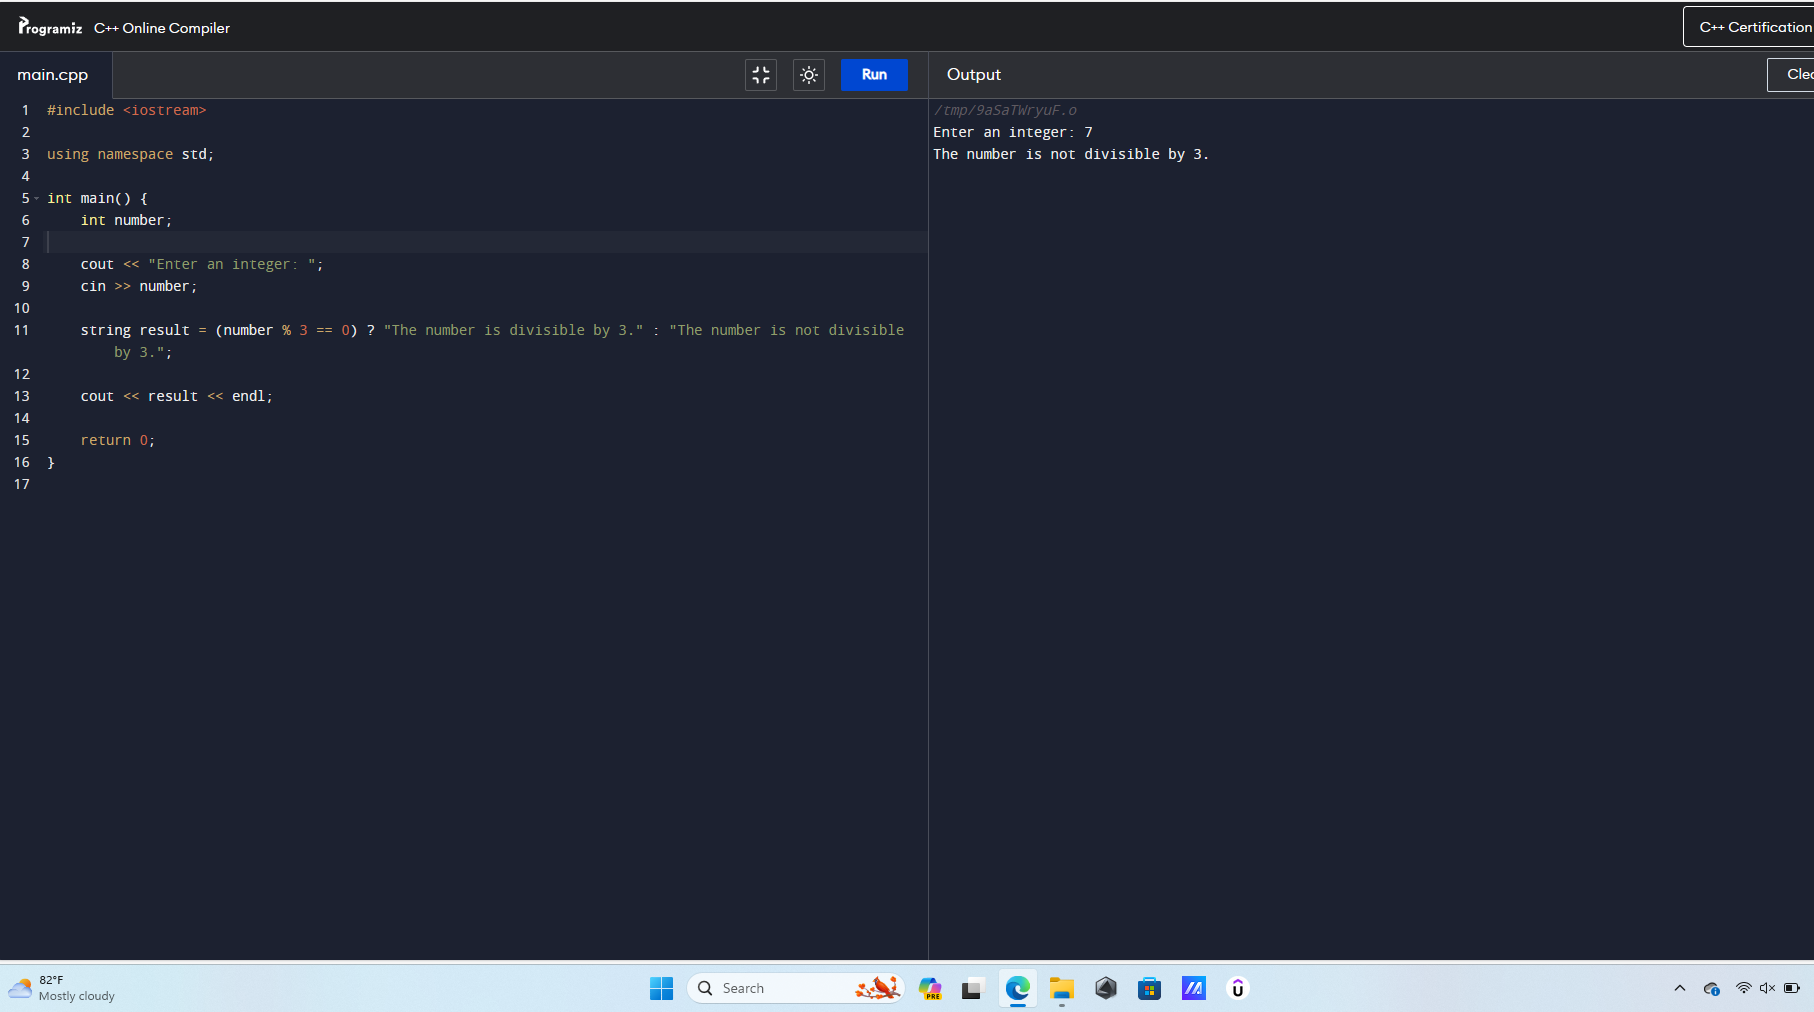 Programiz C++ Online Compiler
C++ Certification
main.cpp
Run
Output
1 #include <iostream>
2
3 using namespace std;
4
5 int main() {
6     int number;
7
8     cout << "Enter an integer: ";
9     cin >> number;
10
11     string result = (number % 3 == 0) ? "The number is divisible by 3." : "The number is not divisible
by 3.";
12
13     cout << result << endl;
14
15     return 0;
16 }
17
/tmp/9aSaTWryuF.o
Enter an integer: 7
The number is not divisible by 3.
82°F
Mostly cloudy
Search
PRE